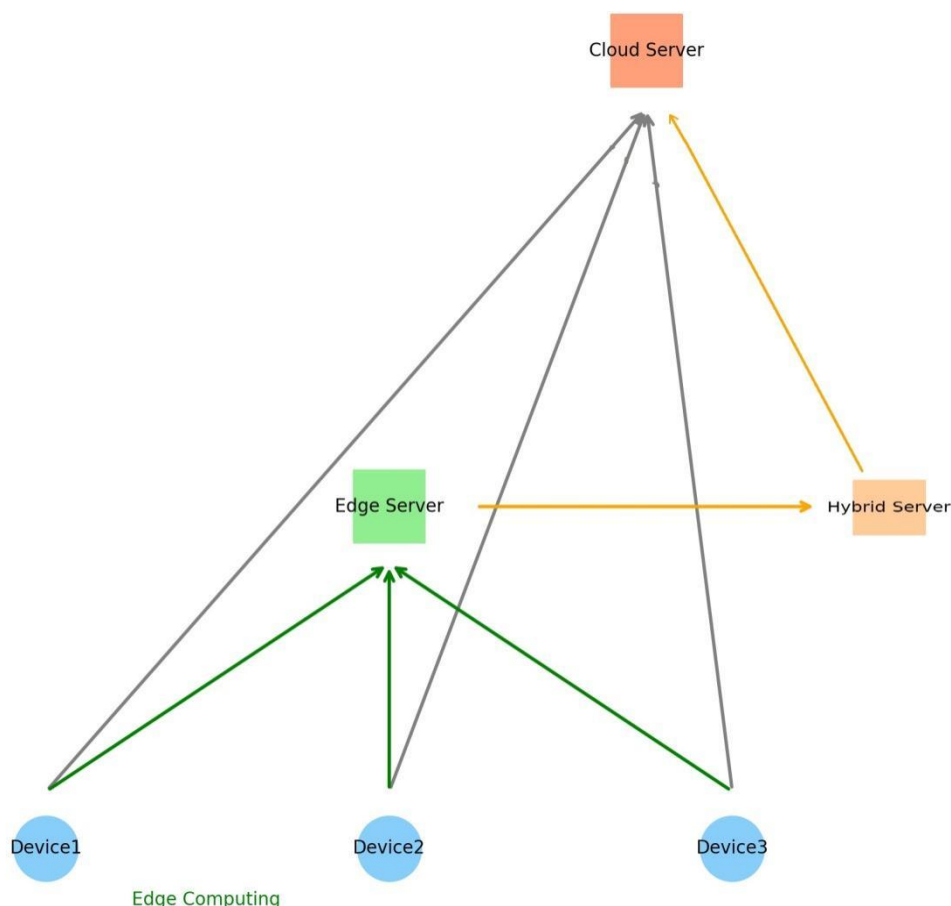 Cloud Server
Edge Server
Hybrid Server
Device1
Device2
Device3
Edge Computing